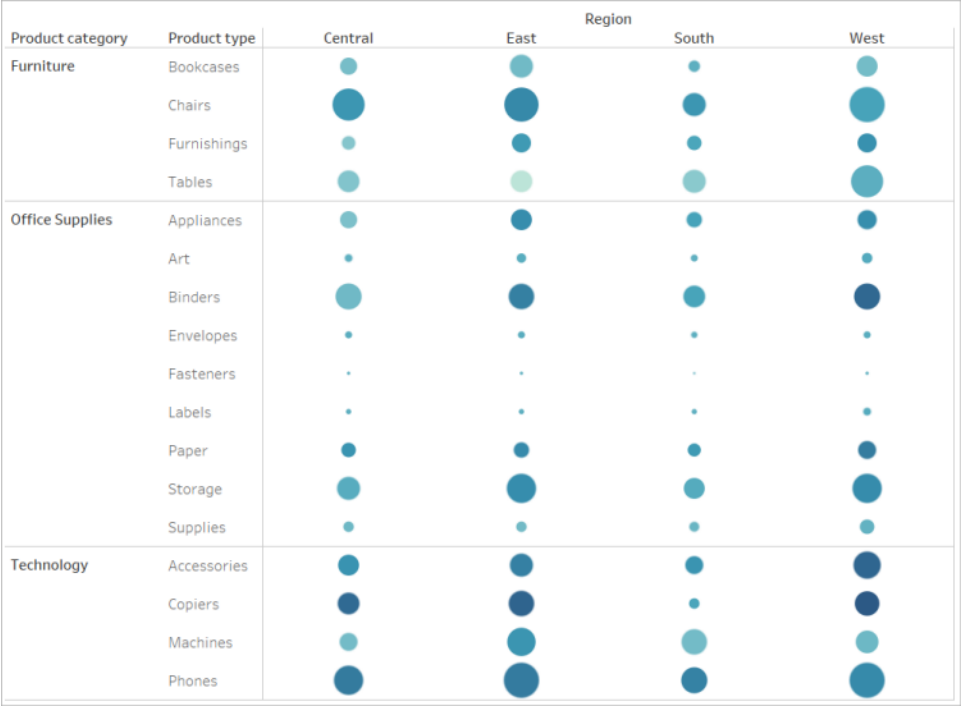 Region
Product category Product type Central East South West
Furniture Bookcases
Chairs
Furnishings
Tables
Office Supplies Appliances
Art
Binders
Envelopes
Fasteners
Labels
Paper
Storage
Supplies
Technology Accessories
Copiers
Machines
Phones